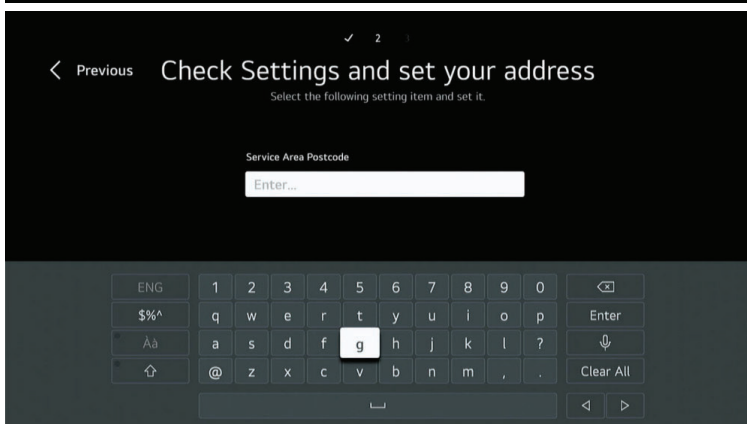 ✓ 2 3
< Previous
Check Settings and set your address
Select the following setting item and set it.
Service Area Postcode
Enter...
ENG 1 2 3 4 5 6 7 8 9 0
$%^ q w e r t y u i o p Enter
Àä a s d f g h j k l ?
@ z x c v b n m , . Clear All